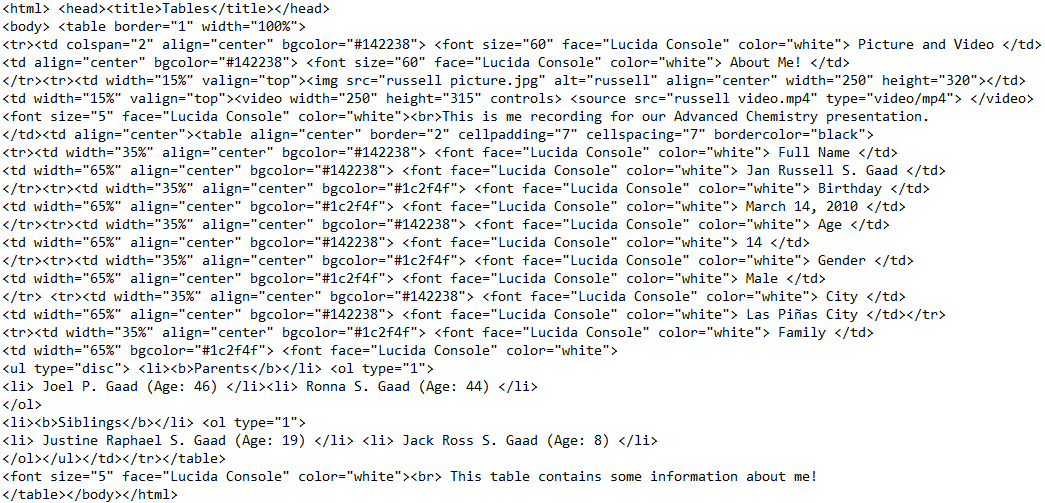 <html> <head><title>Tables</title></head>
<body> <table border="1" width="100%">
<tr><td colspan="2" align="center" bgcolor="#142238"> <font size="60" face="Lucida Console" color="white"> Picture and Video </td>
<td align="center" bgcolor="#142238"> <font size="60" face="Lucida Console" color="white"> About Me! </td>
</tr><tr><td width="15%" valign="top"><img src="russell picture.jpg" alt="russell" align="center" width="250" height="320"></td>
<td width="15%" valign="top"><video width="250" height="315" controls> <source src="russell video.mp4" type="video/mp4"> </video>
<font size="5" face="Lucida Console" color="white"><br>This is me recording for our Advanced Chemistry presentation.
</td><td align="center"><table align="center" border="2" cellpadding="7" cellspacing="7" bordercolor="black">
<tr><td width="35%" align="center" bgcolor="#142238"> <font face="Lucida Console" color="white"> Full Name </td>
<td width="65%" align="center" bgcolor="#142238"> <font face="Lucida Console" color="white"> Jan Russell S. Gaad </td>
</tr><tr><td width="35%" align="center" bgcolor="#1c2f4f"> <font face="Lucida Console" color="white"> Birthday </td>
<td width="65%" align="center" bgcolor="#1c2f4f"> <font face="Lucida Console" color="white"> March 14, 2010 </td>
</tr><tr><td width="35%" align="center" bgcolor="#142238"> <font face="Lucida Console" color="white"> Age </td>
<td width="65%" align="center" bgcolor="#142238"> <font face="Lucida Console" color="white"> 14 </td>
</tr><tr><td width="35%" align="center" bgcolor="#1c2f4f"> <font face="Lucida Console" color="white"> Gender </td>
<td width="65%" align="center" bgcolor="#1c2f4f"> <font face="Lucida Console" color="white"> Male </td>
</tr> <tr><td width="35%" align="center" bgcolor="#142238"> <font face="Lucida Console" color="white"> City </td>
<td width="65%" align="center" bgcolor="#142238"> <font face="Lucida Console" color="white"> Las Piñas City </td></tr>
<tr><td width="35%" align="center" bgcolor="#1c2f4f"> <font face="Lucida Console" color="white"> Family </td>
<td width="65%" bgcolor="#1c2f4f"> <font face="Lucida Console" color="white">
<ul type="disc"> <li><b>Parents</b></li> <ol type="1">
<li> Joel P. Gaad (Age: 46) </li><li> Ronna S. Gaad (Age: 44) </li>
</ol>
<li><b>Siblings</b></li> <ol type="1">
<li> Justine Raphael S. Gaad (Age: 19) </li> <li> Jack Ross S. Gaad (Age: 8) </li>
</ol></ul></td></tr></table>
<font size="5" face="Lucida Console" color="white"><br> This table contains some information about me!
</table></body></html>